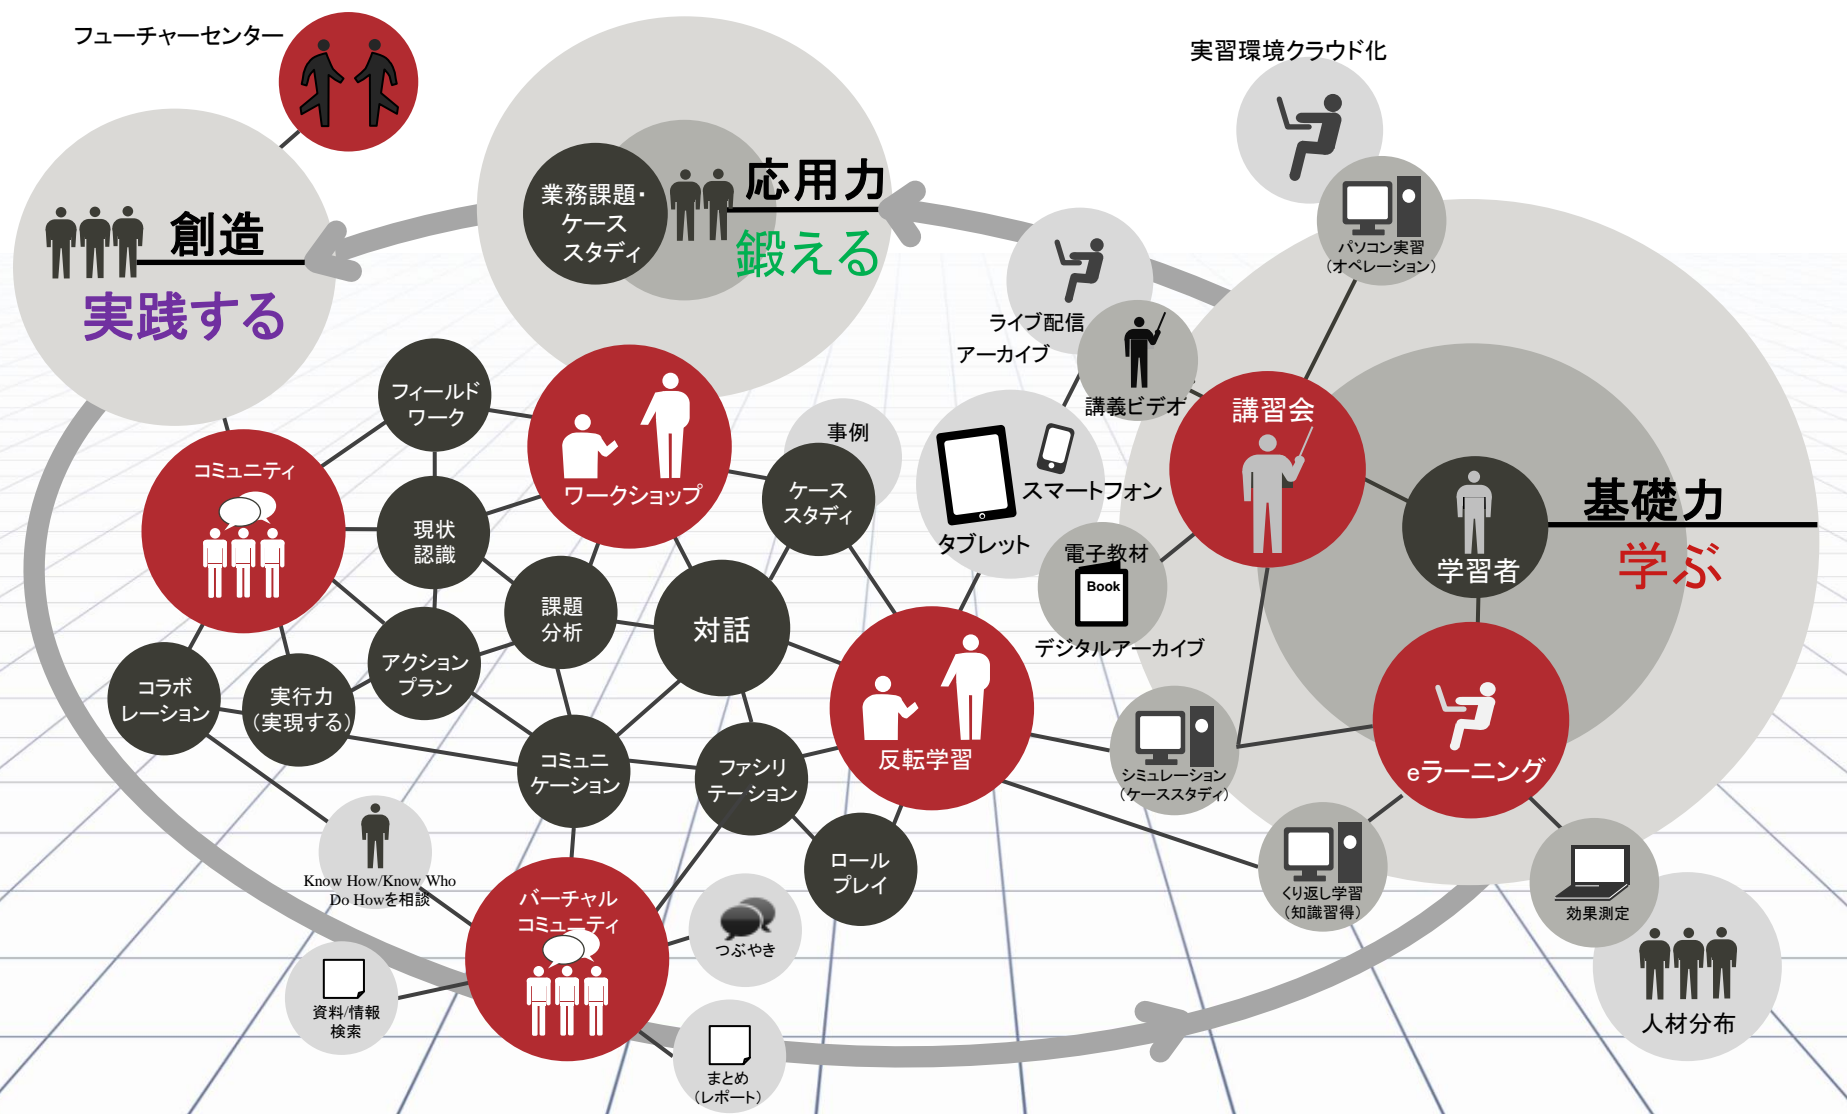 フューチャーセンター
実習環境クラウド化
業務課題・
ケース
スタディ
応用力
鍛える
創造
実践する
パソコン実習
(オペレーション)
ライブ配信
アーカイブ
講義ビデオ
講習会
フィールド
ワーク
事例
コミュニティ
ワークショップ
ケース
スタディ
スマートフォン
タブレット
基礎力
学ぶ
学習者
現状
認識
電子教材
Book
デジタルアーカイブ
課題
分析
対話
アクション
プラン
コラボ
レーション
実行力
(実現する)
反転学習
コミュニ
ケーション
ファシリ
テーション
シミュレーション
(ケーススタディ)
eラーニング
ロール
プレイ
Know How/Know Who
Do Howを相談
バーチャル
コミュニティ
くり返し学習
(知識習得)
効果測定
つぶやき
資料/情報
検索
人材分布
まとめ
(レポート)